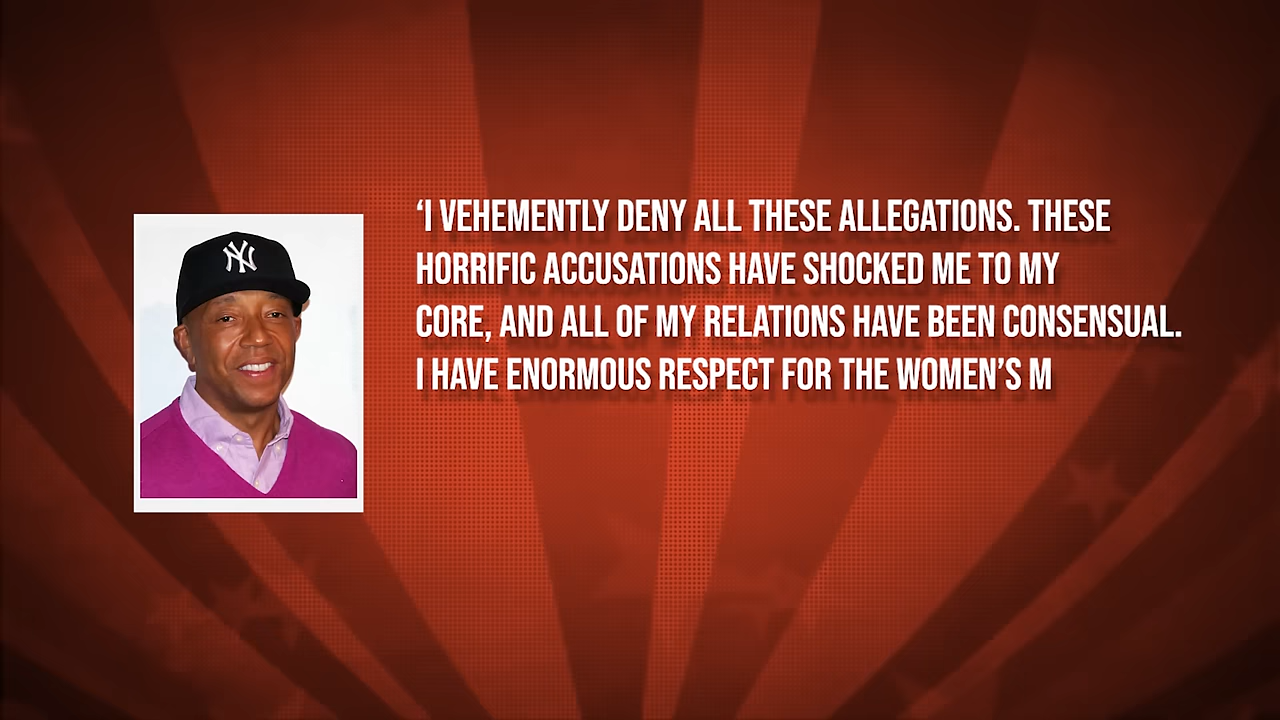 NY
‘I VEHEMENTLY DENY ALL THESE ALLEGATIONS. THESE
HORRIFIC ACCUSATIONS HAVE SHOCKED ME TO MY
CORE, AND ALL OF MY RELATIONS HAVE BEEN CONSENSUAL.
I HAVE ENORMOUS RESPECT FOR THE WOMEN’S M